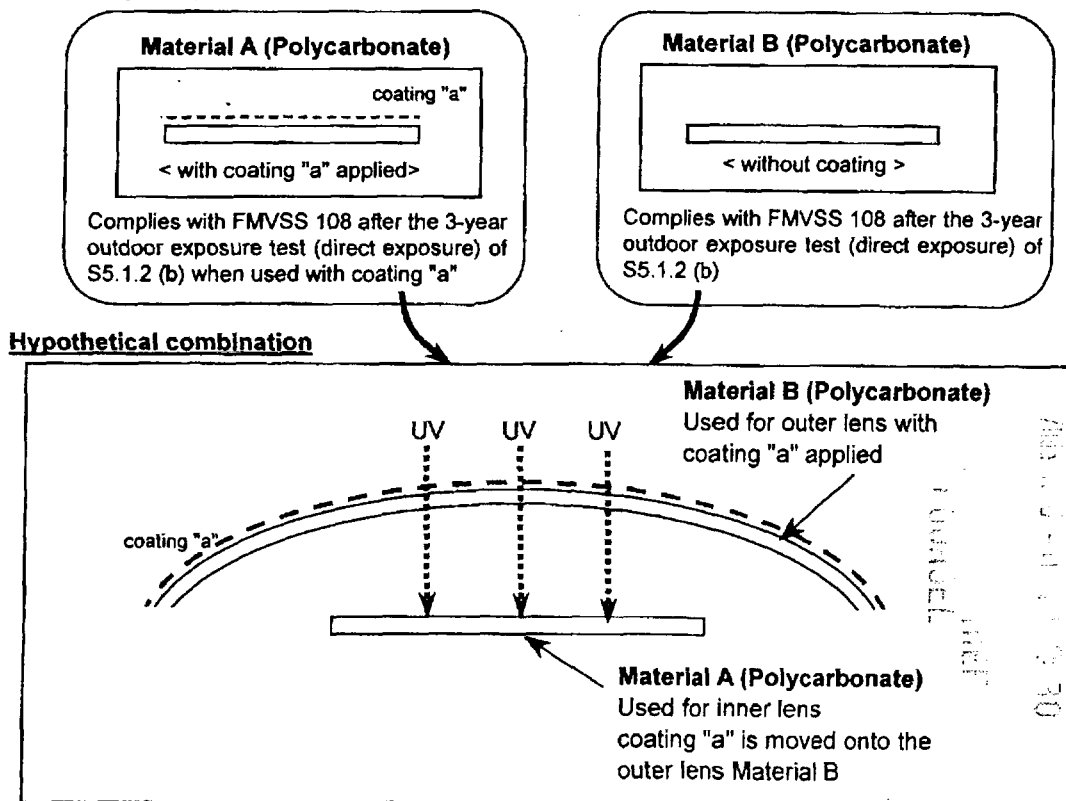 Material A (Polycarbonate)
coating "a"
< with coating "a" applied>
Complies with FMVSS 108 after the 3-year
outdoor exposure test (direct exposure) of
S5.1.2 (b) when used with coating "a"
Material B (Polycarbonate)
< without coating >
Complies with FMVSS 108 after the 3-year
outdoor exposure test (direct exposure) of
S5.1.2 (b)
Hypothetical combination
Material B (Polycarbonate)
Used for outer lens with
coating "a" applied
UV UV UV
coating "a"
Material A (Polycarbonate)
Used for inner lens
coating "a" is moved onto the
outer lens Material B